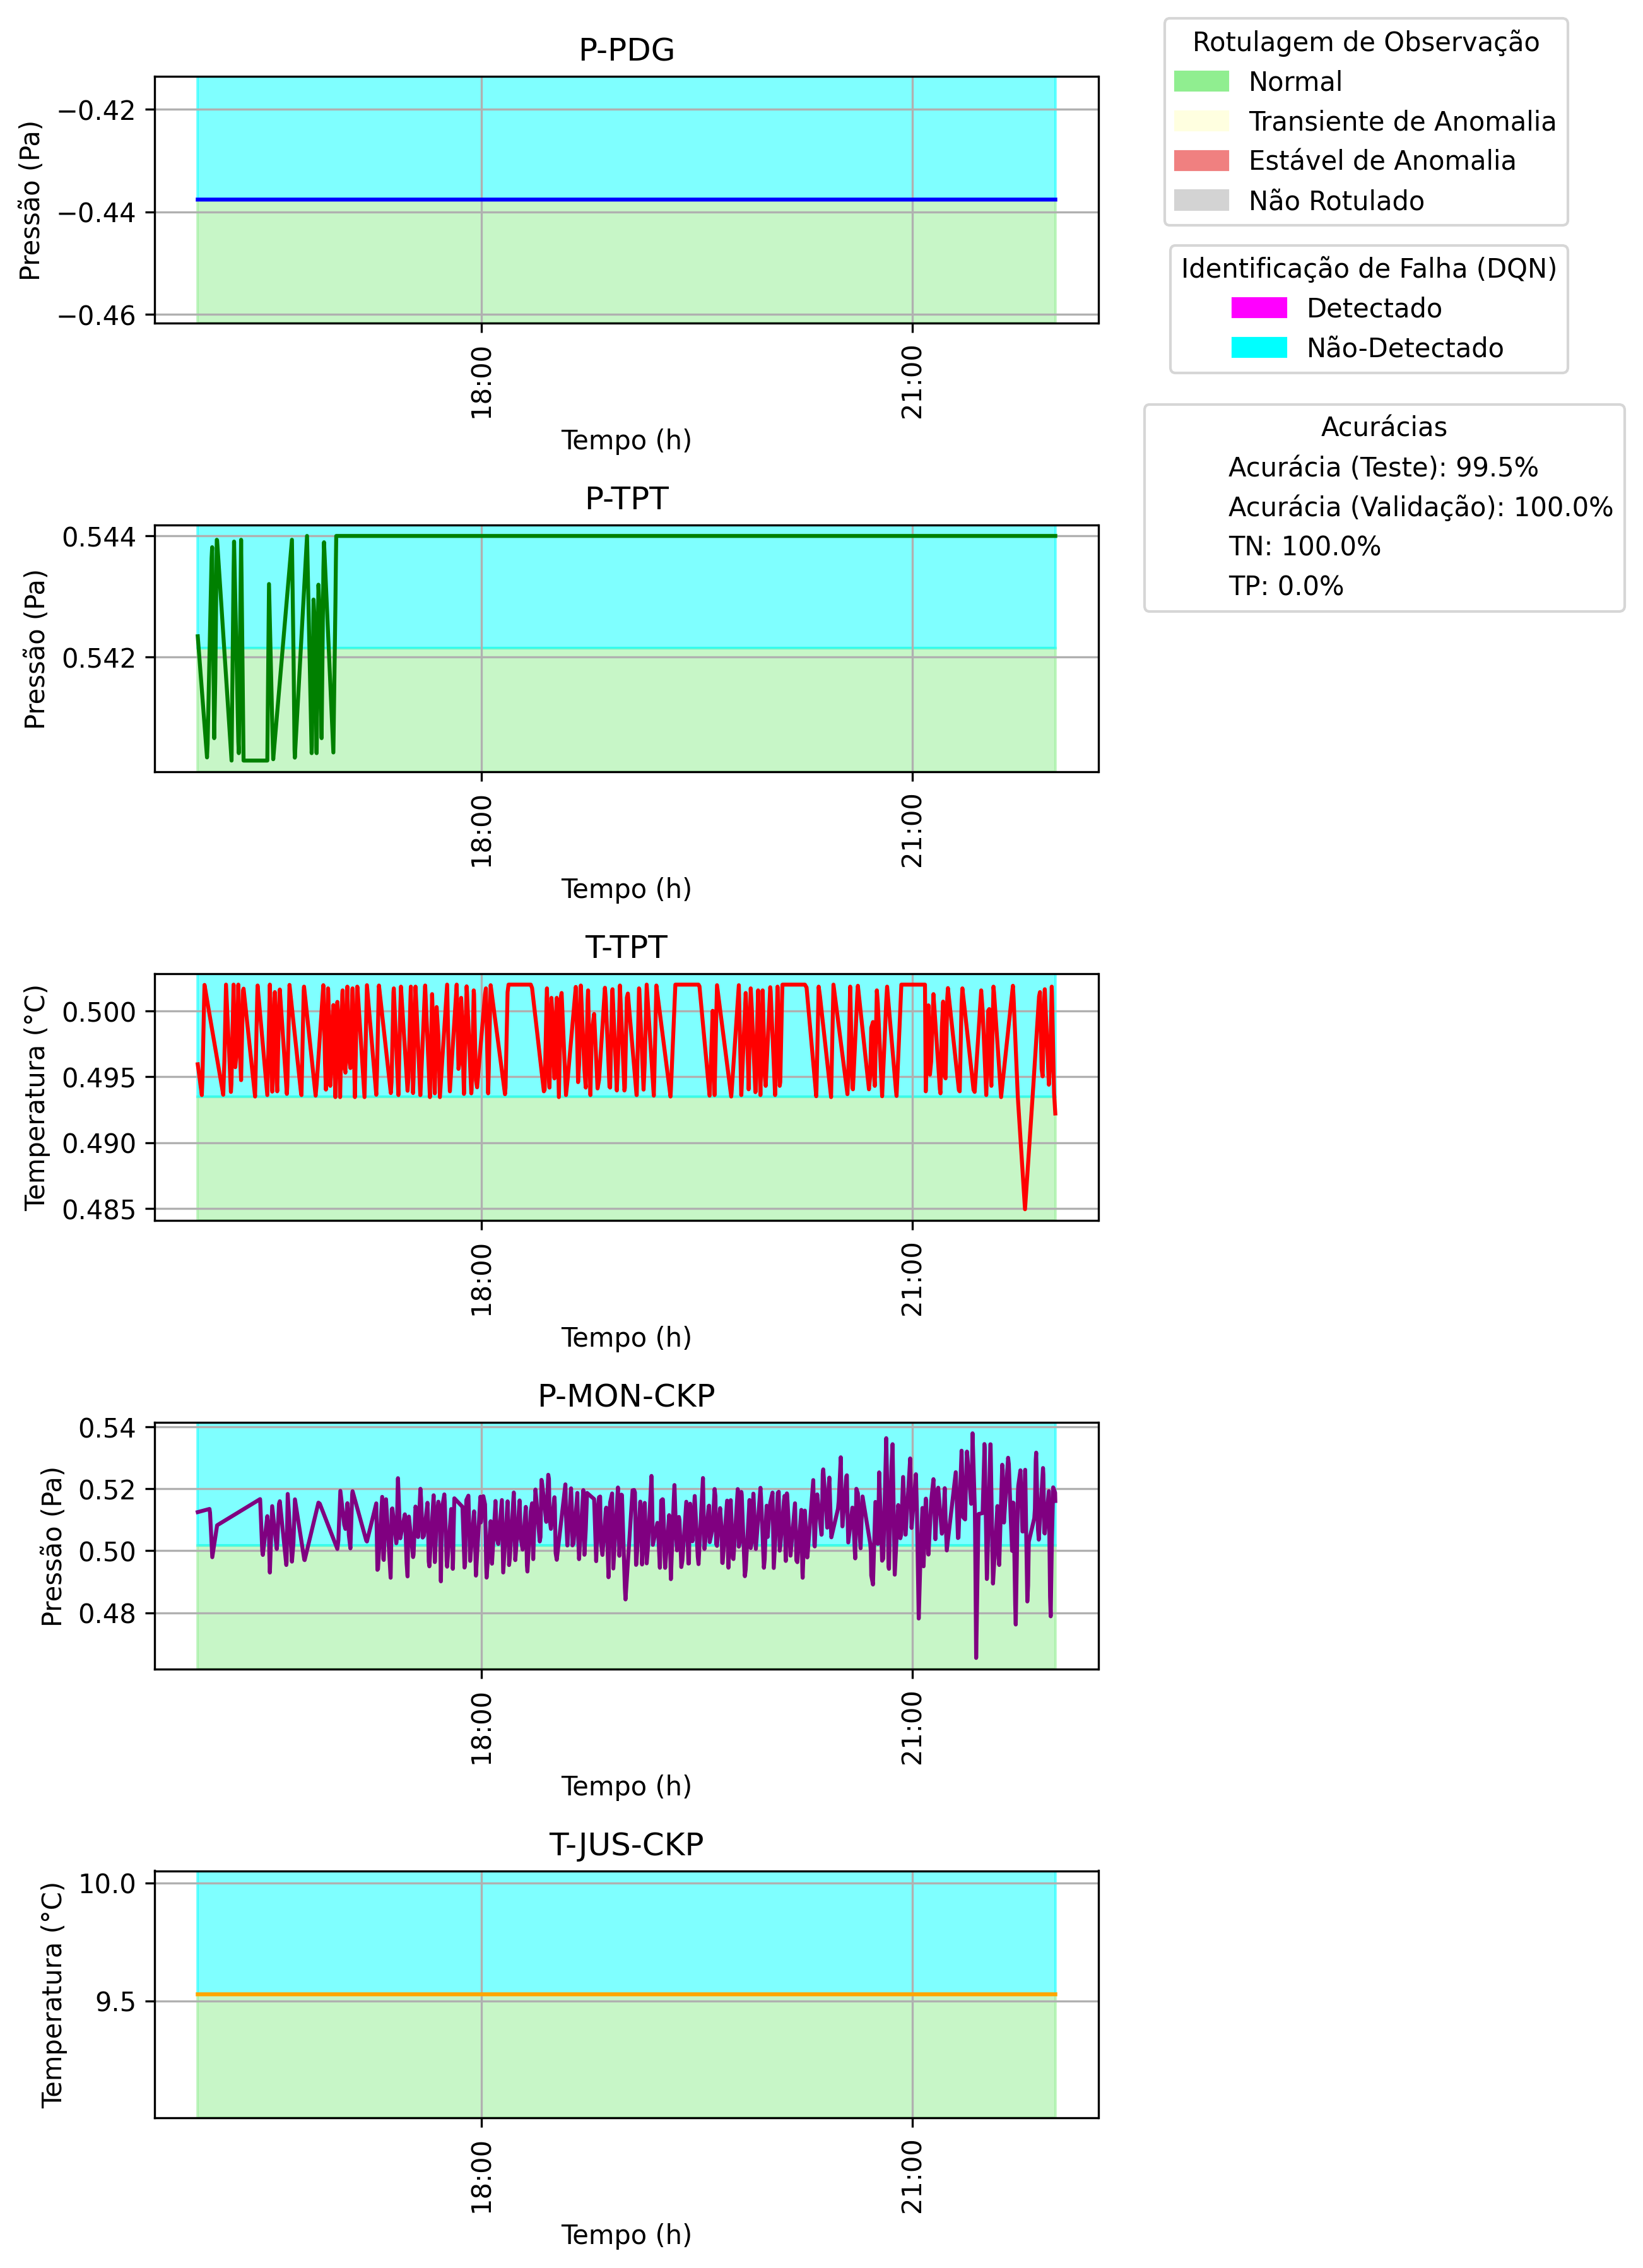 P-PDG
Pressão (Pa)
−0.42
−0.44
−0.46
18:00
21:00
Tempo (h)
P-TPT
Pressão (Pa)
0.544
0.542
18:00
21:00
Tempo (h)
T-TPT
Temperatura (°C)
0.500
0.495
0.490
0.485
18:00
21:00
Tempo (h)
P-MON-CKP
Pressão (Pa)
0.54
0.52
0.50
0.48
18:00
21:00
Tempo (h)
T-JUS-CKP
Temperatura (°C)
10.0
9.5
18:00
21:00
Tempo (h)
Rotulagem de Observação
Normal
Transiente de Anomalia
Estável de Anomalia
Não Rotulado
Identificação de Falha (DQN)
Detectado
Não-Detectado
Acurácias
Acurácia (Teste): 99.5%
Acurácia (Validação): 100.0%
TN: 100.0%
TP: 0.0%